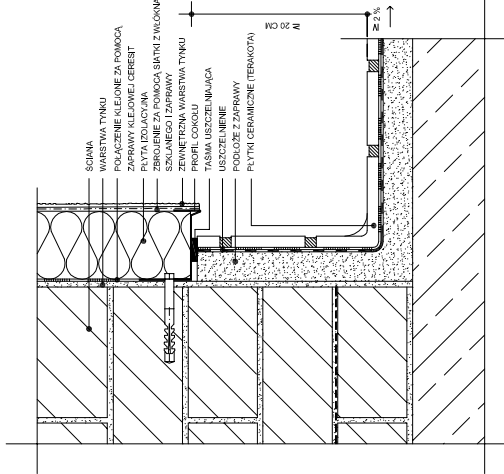 ŚCIANA
WARSTWA TYNKU
POŁĄCZENIE KLEJONE ZA POMOCĄ
ZAPRAWY KLEJOWEJ CERESIT
PŁYTA IZOLACYJNA
ZBROJENIE ZA POMOCĄ SIATKI Z WŁÓKNA
SZKLANEGO I ZAPRAWY
ZEWNĘTRZNA WARSTWA TYNKU
PROFIL COKOŁU
TAŚMA USZCZELNIAJĄCA
USZCZELNIENIE
PODŁOŻE Z ZAPRAWY
PŁYTKI CERAMICZNE (TERAKOTA)
≥ 20 CM
≥ 2 %